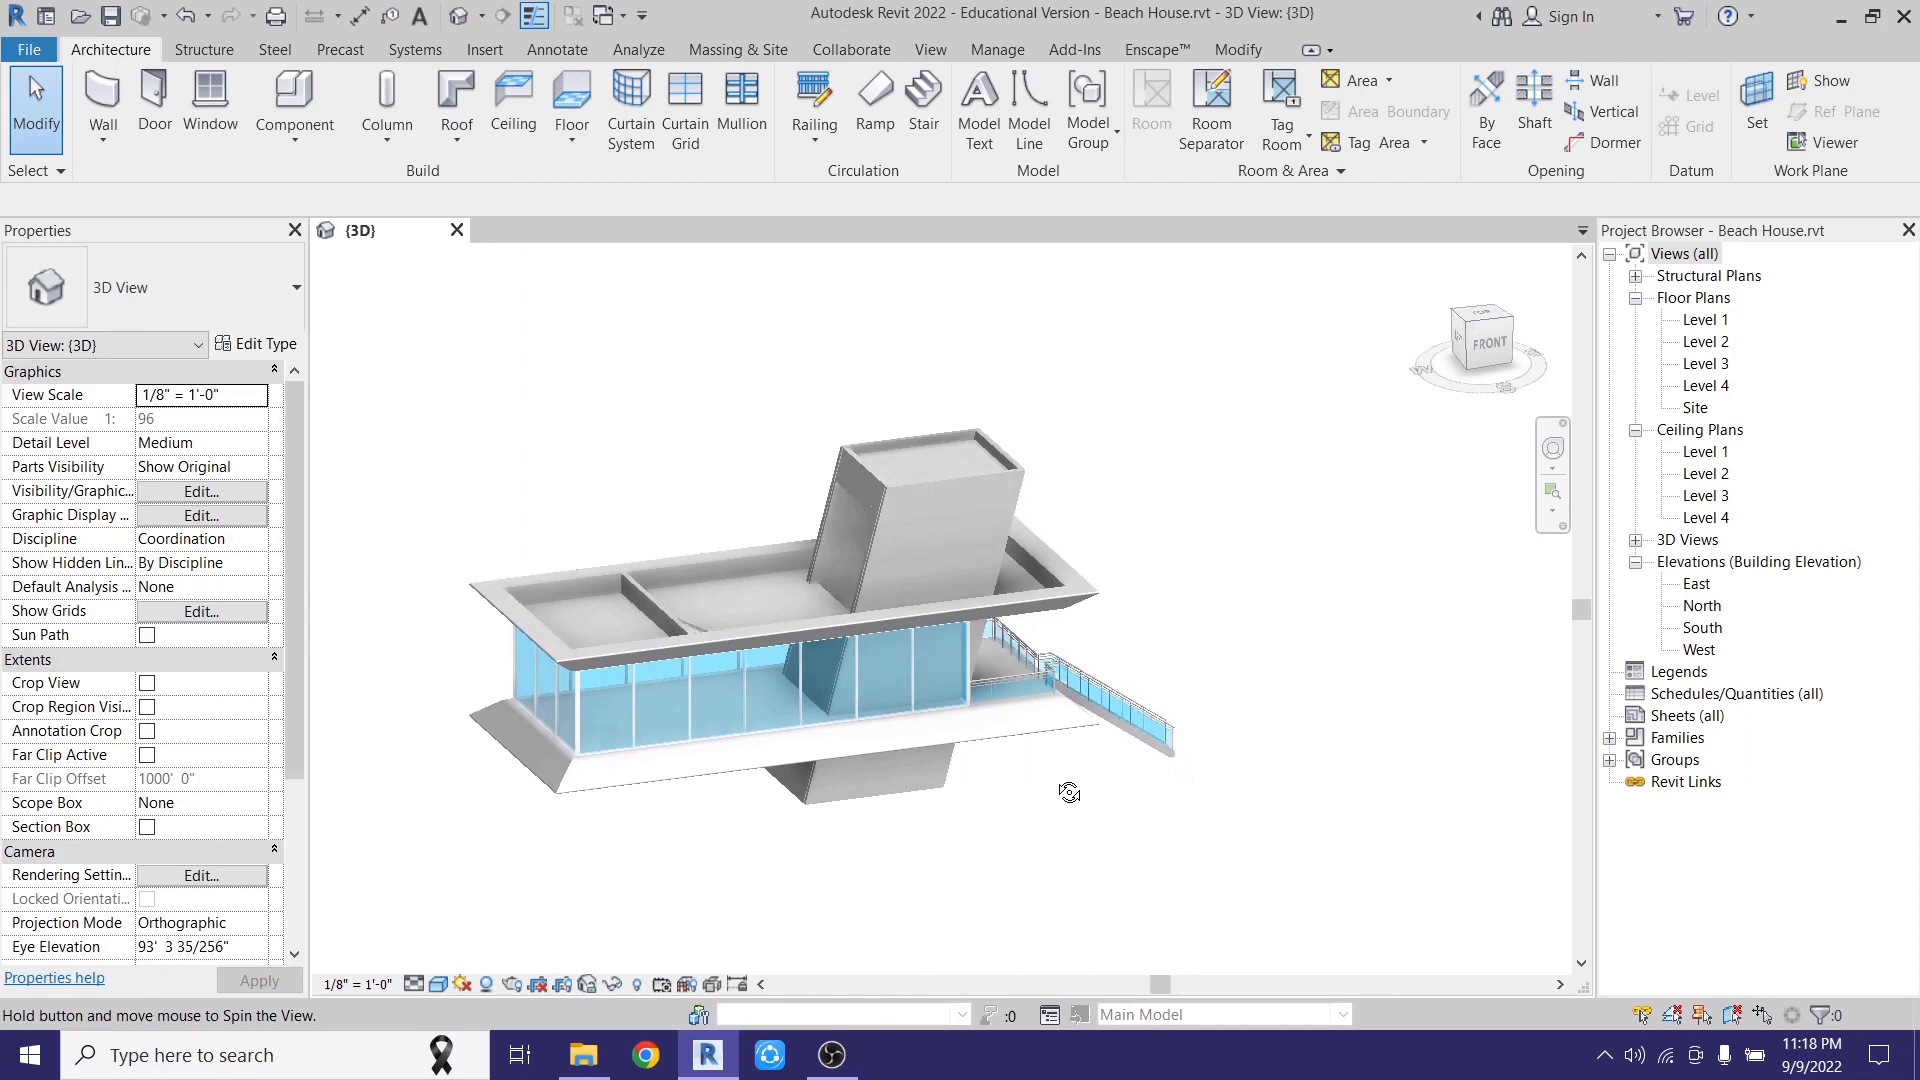 Autodesk Revit 2022 - Educational Version - Beach House.rvt - 3D View: {3D}
Sign In
File Architecture Structure Steel Precast Systems Insert Annotate Analyze Massing & Site Collaborate View Manage Add-Ins Enscape™ Modify
Modify Wall Door Window Component Column Roof Ceiling Floor Curtain System Curtain Grid Mullion Railing Ramp Stair Model Text Model Line Model Group Room Room Separator Tag Room
Area
Area Boundary
Tag Area
By Face Shaft
Wall
Vertical
Dormer
Level
Grid
Set
Show
Ref Plane
Viewer
Select Build Circulation Model Room & Area Opening Datum Work Plane
Properties
3D View
3D View: {3D} Edit Type
Graphics
View Scale 1/8" = 1'-0"
Scale Value 1: 96
Detail Level Medium
Parts Visibility Show Original
Visibility/Graphic... Edit...
Graphic Display ... Edit...
Discipline Coordination
Show Hidden Lin... By Discipline
Default Analysis ... None
Show Grids Edit...
Sun Path
Extents
Crop View
Crop Region Visi...
Annotation Crop
Far Clip Active
Far Clip Offset 1000' 0"
Scope Box None
Section Box
Camera
Rendering Settin... Edit...
Locked Orientati...
Projection Mode Orthographic
Eye Elevation 93' 3 35/256"
Properties help Apply
{3D}
FRONT
1/8" = 1'-0"
Project Browser - Beach House.rvt
Views (all)
Structural Plans
Floor Plans
Level 1
Level 2
Level 3
Level 4
Site
Ceiling Plans
Level 1
Level 2
Level 3
Level 4
3D Views
Elevations (Building Elevation)
East
North
South
West
Legends
Schedules/Quantities (all)
Sheets (all)
Families
Groups
Revit Links
Hold button and move mouse to Spin the View.
:0
Main Model
:0
Type here to search
11:18 PM
9/9/2022